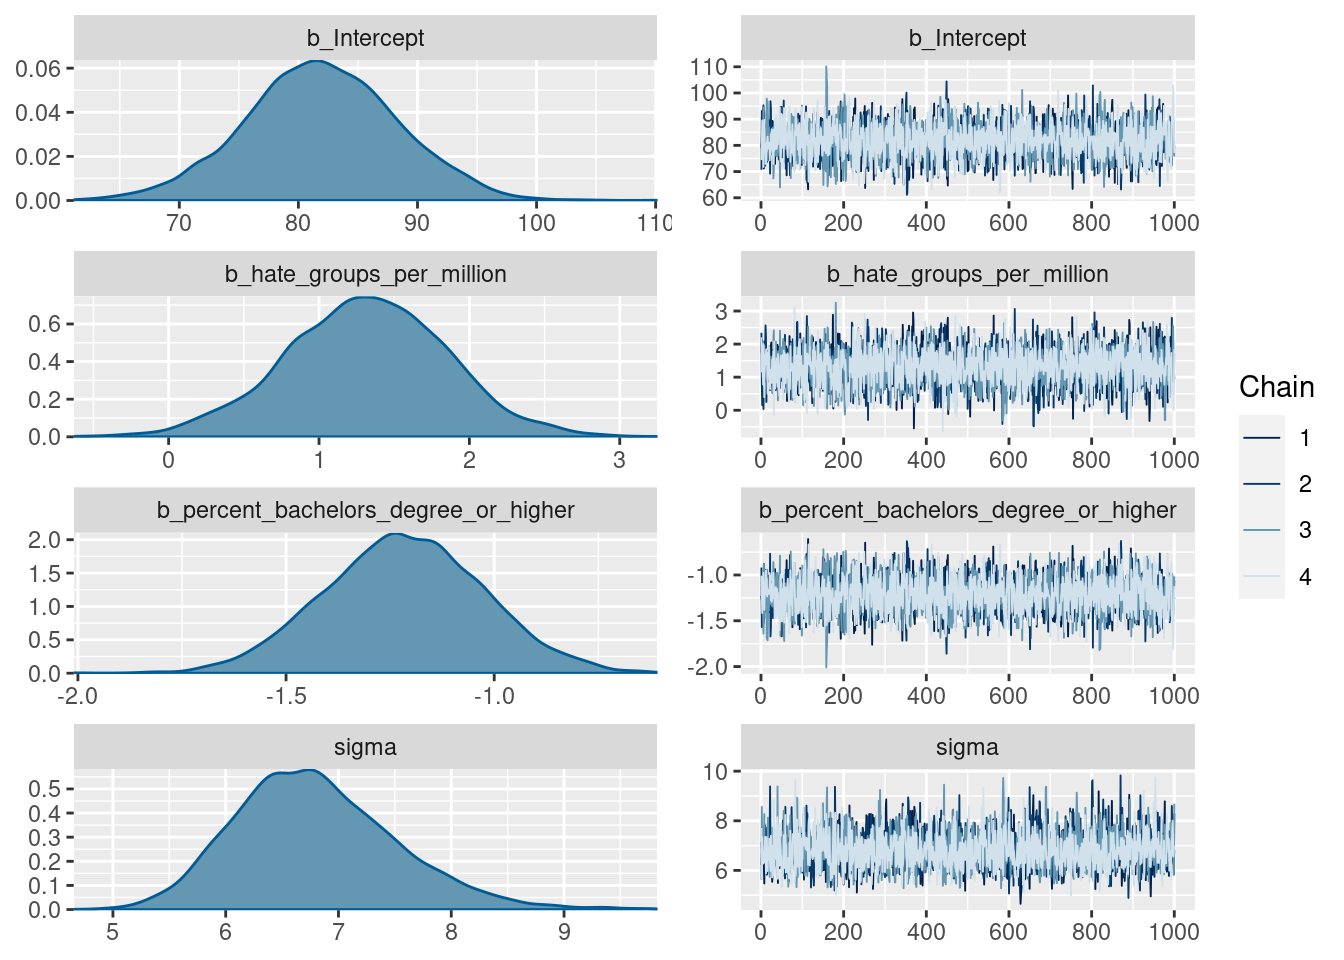 b_Intercept
0.06
0.04
0.02
0.00
70 80 90 100 110
b_Intercept
110
100
90
80
70
60
0 200 400 600 800 1000
b_hate_groups_per_million
0.6
0.4
0.2
0.0
0 1 2 3
b_hate_groups_per_million
3
2
1
0
0 200 400 600 800 1000
b_percent_bachelors_degree_or_higher
2.0
1.5
1.0
0.5
0.0
-2.0 -1.5 -1.0
b_percent_bachelors_degree_or_higher
-1.0
-1.5
-2.0
0 200 400 600 800 1000
sigma
0.5
0.4
0.3
0.2
0.1
0.0
5 6 7 8 9
sigma
10
8
6
0 200 400 600 800 1000
Chain
1
2
3
4